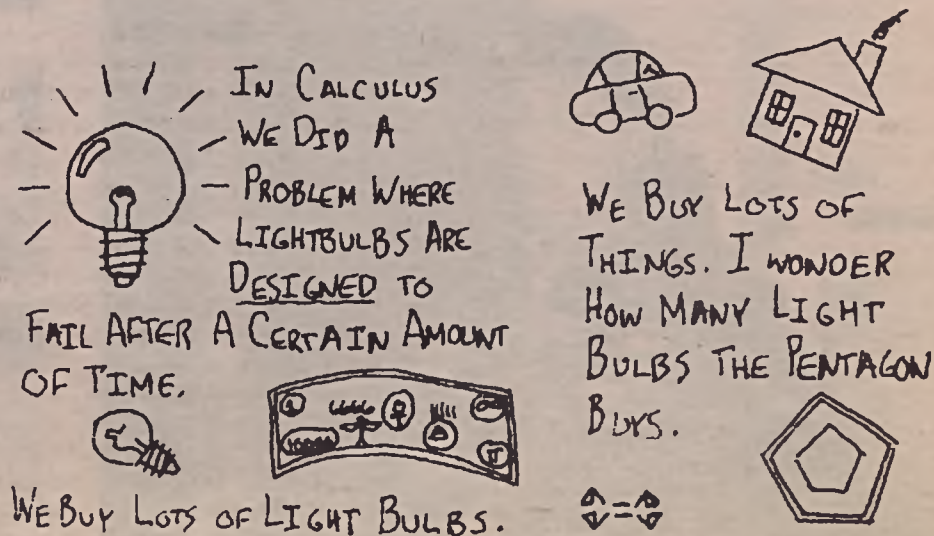 IN CALCULUS
WE DID A
PROBLEM WHERE
LIGHTBULBS ARE
DESIGNED TO
FAIL AFTER A CERTAIN AMOUNT
OF TIME.
WE BUY LOTS OF LIGHT BULBS.
WE BUY LOTS OF
THINGS. I WONDER
HOW MANY LIGHT
BULBS THE PENTAGON
BUYS.